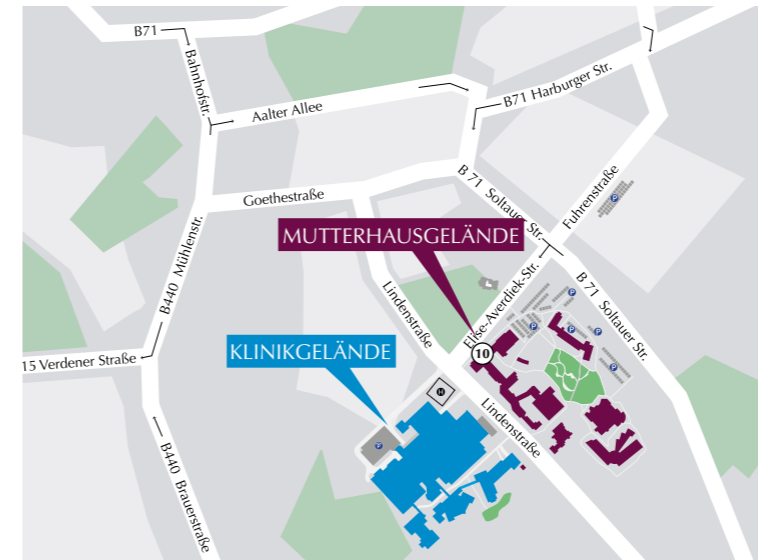 B71
Bahnhofstr.
Aalter Allee
B71 Harburger Str.
Goethestraße
B 71 Soltauer Str.
Fuhrenstraße
P
MUTTERHAUSGELÄNDE
B440 Mühlenstr.
Lindenstraße
Elise-Averdiek-Str.
B 71 Soltauer Str.
P
P
P
P
10
KLINIKGELÄNDE
15 Verdener Straße
H
Lindenstraße
P
B440 Brauerstraße